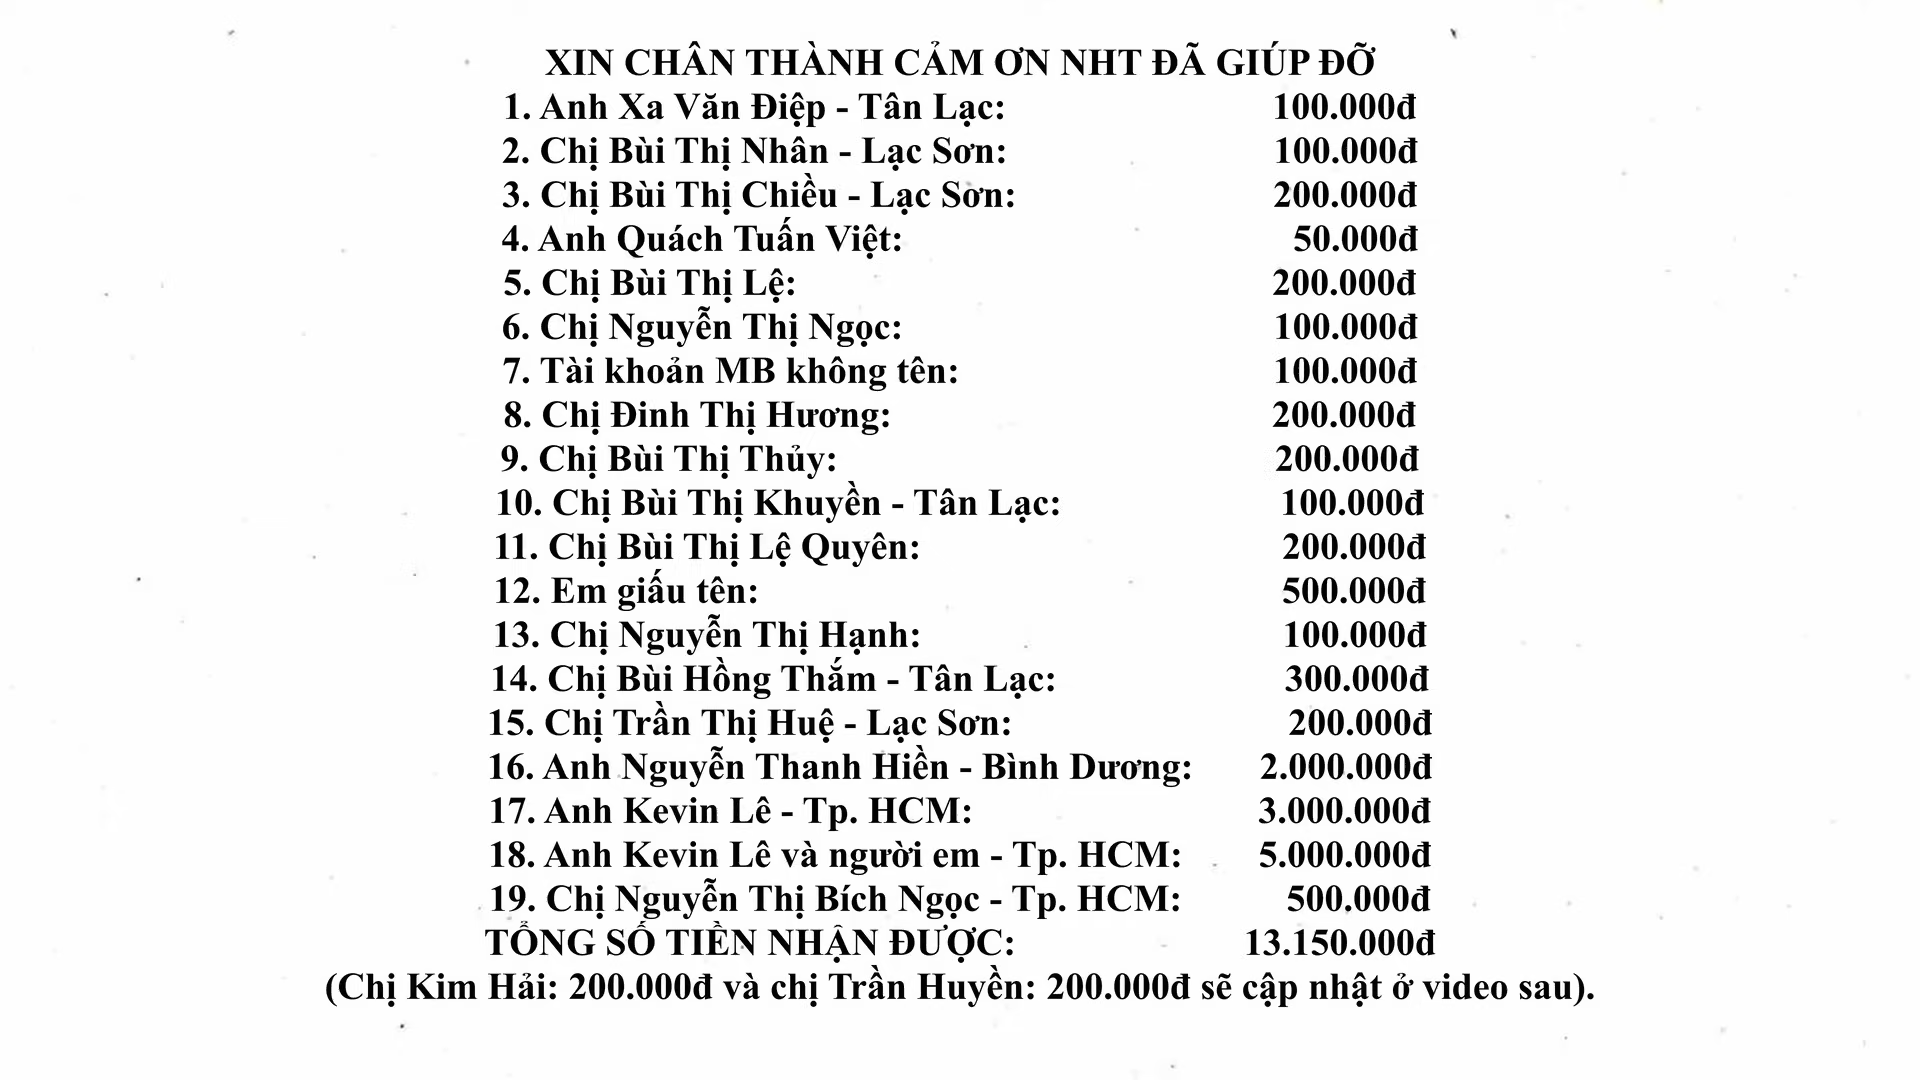 XIN CHÂN THÀNH CẢM ƠN NHT ĐÃ GIÚP ĐỠ
1. Anh Xa Văn Điệp - Tân Lạc: 100.000đ
2. Chị Bùi Thị Nhân - Lạc Sơn: 100.000đ
3. Chị Bùi Thị Chiều - Lạc Sơn: 200.000đ
4. Anh Quách Tuấn Việt: 50.000đ
5. Chị Bùi Thị Lệ: 200.000đ
6. Chị Nguyễn Thị Ngọc: 100.000đ
7. Tài khoản MB không tên: 100.000đ
8. Chị Đinh Thị Hương: 200.000đ
9. Chị Bùi Thị Thủy: 200.000đ
10. Chị Bùi Thị Khuyền - Tân Lạc: 100.000đ
11. Chị Bùi Thị Lệ Quyên: 200.000đ
12. Em giấu tên: 500.000đ
13. Chị Nguyễn Thị Hạnh: 100.000đ
14. Chị Bùi Hồng Thắm - Tân Lạc: 300.000đ
15. Chị Trần Thị Huệ - Lạc Sơn: 200.000đ
16. Anh Nguyễn Thanh Hiền - Bình Dương: 2.000.000đ
17. Anh Kevin Lê - Tp. HCM: 3.000.000đ
18. Anh Kevin Lê và người em - Tp. HCM: 5.000.000đ
19. Chị Nguyễn Thị Bích Ngọc - Tp. HCM: 500.000đ
TỔNG SỐ TIỀN NHẬN ĐƯỢC: 13.150.000đ
(Chị Kim Hải: 200.000đ và chị Trần Huyền: 200.000đ sẽ cập nhật ở video sau).